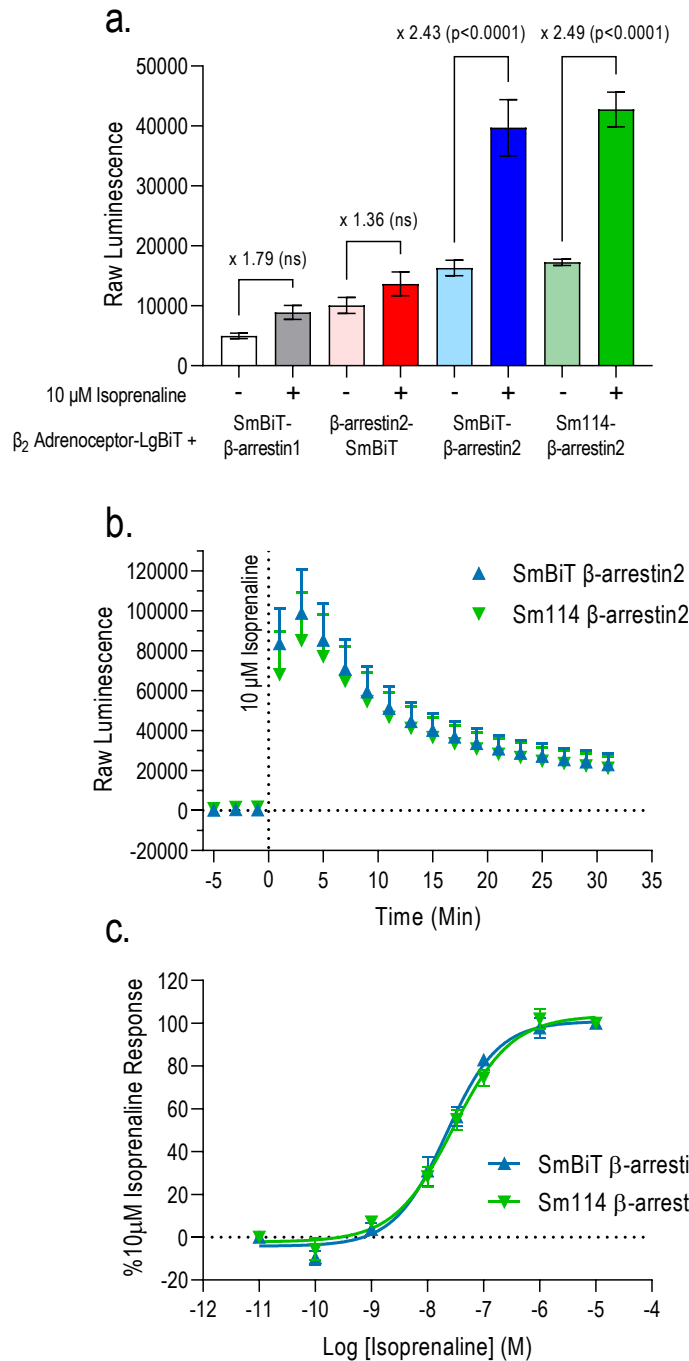 a.
x 2.43 (p<0.0001) x 2.49 (p<0.0001)
x 1.79 (ns) x 1.36 (ns)
Raw Luminescence
50000
40000
30000
20000
10000
0
10 µM Isoprenaline - + - + - + - +
β2 Adrenoceptor-LgBiT +
SmBiT-
β-arrestin1
β-arrestin2-
SmBiT
SmBiT-
β-arrestin2
Sm114-
β-arrestin2
b.
Raw Luminescence
120000
100000
80000
60000
40000
20000
0
-20000
10 µM Isoprenaline
SmBiT β-arrestin2
Sm114 β-arrestin2
-5 0 5 10 15 20 25 30 35
Time (Min)
c.
%10µM Isoprenaline Response
120
100
80
60
40
20
0
-20
SmBiT β-arresti
Sm114 β-arrest
-12 -11 -10 -9 -8 -7 -6 -5 -4
Log [Isoprenaline] (M)